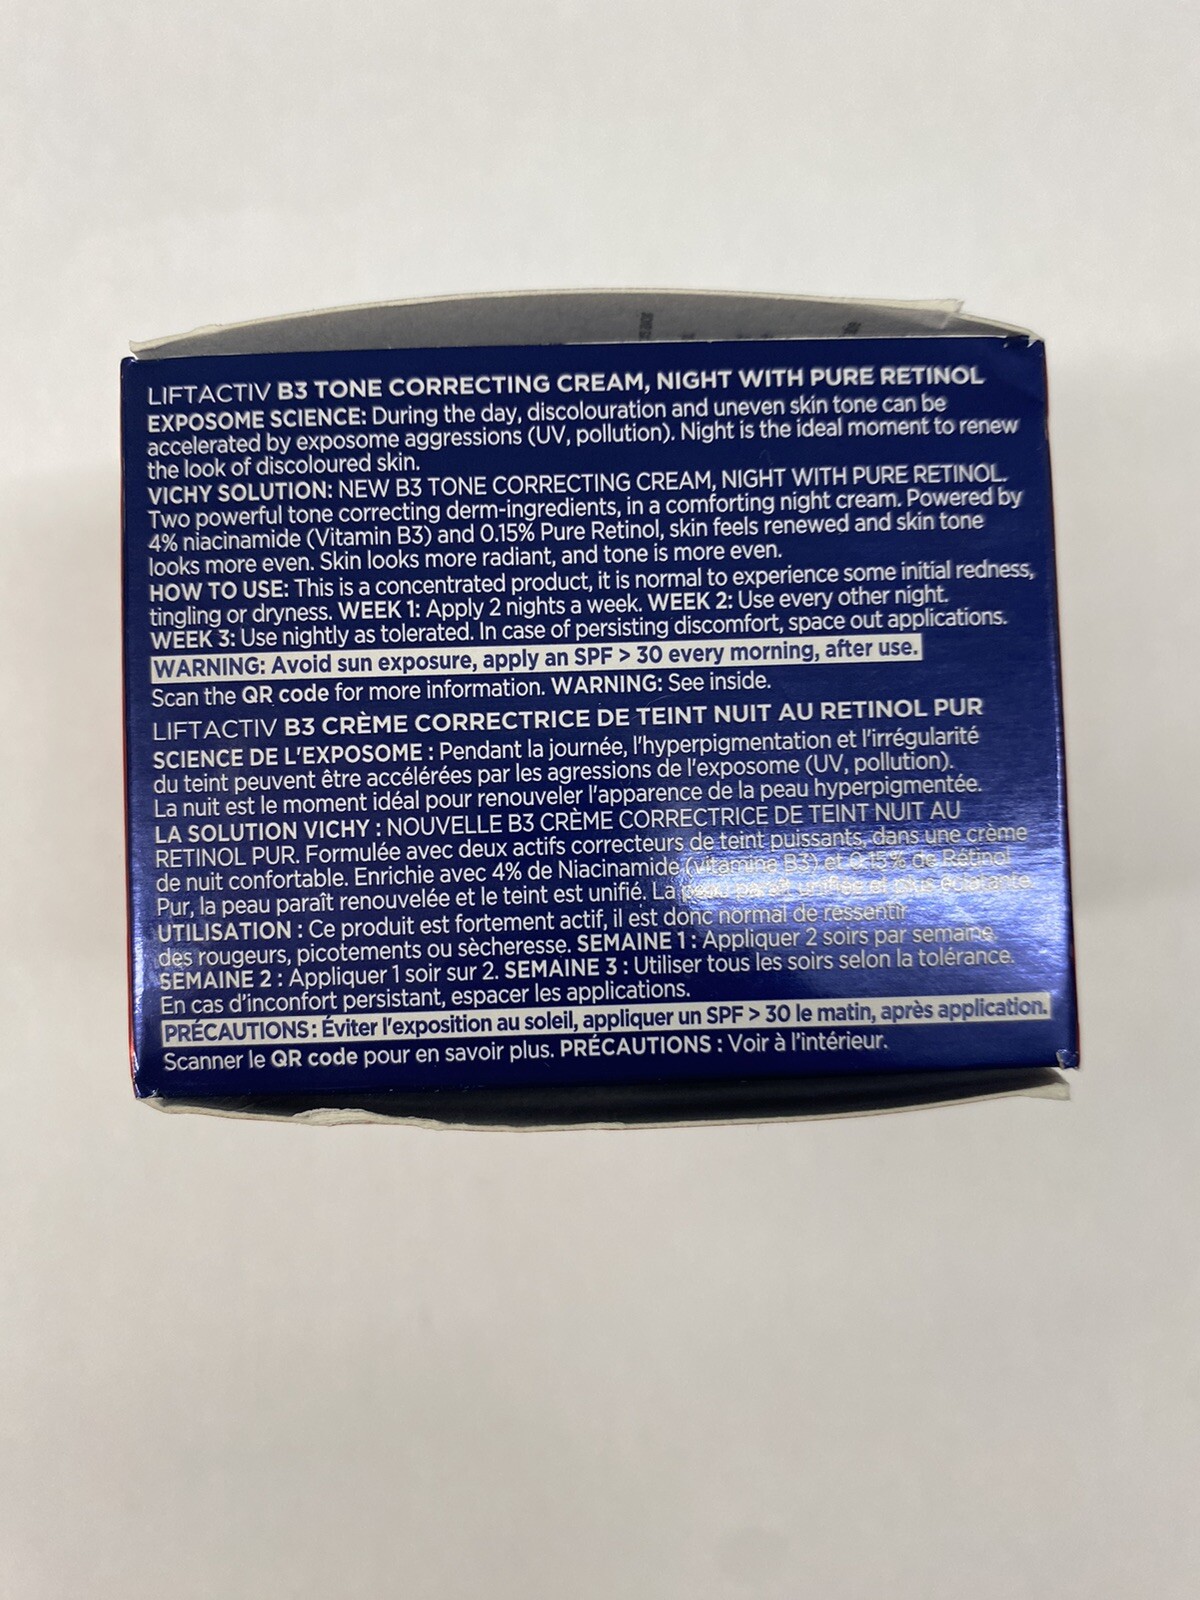 LIFTACTIV B3 TONE CORRECTING CREAM, NIGHT WITH PURE RETINOL
EXPOSOME SCIENCE: During the day, discolouration and uneven skin tone can be
accelerated by exposome aggressions (UV, pollution). Night is the ideal moment to renew
the look of discoloured skin.
VICHY SOLUTION: NEW B3 TONE CORRECTING CREAM, NIGHT WITH PURE RETINOL.
Two powerful tone correcting derm-ingredients, in a comforting night cream. Powered by
4% niacinamide (Vitamin B3) and 0.15% Pure Retinol, skin feels renewed and skin tone
looks more even. Skin looks more radiant, and tone is more even.
HOW TO USE: This is a concentrated product, it is normal to experience some initial redness,
tingling or dryness. WEEK 1: Apply 2 nights a week. WEEK 2: Use every other night.
WEEK 3: Use nightly as tolerated. In case of persisting discomfort, space out applications.
WARNING: Avoid sun exposure, apply an SPF > 30 every morning, after use.
Scan the QR code for more information. WARNING: See inside.
LIFTACTIV B3 CRÈME CORRECTRICE DE TEINT NUIT AU RETINOL PUR
SCIENCE DE L'EXPOSOME : Pendant la journée, l'hyperpigmentation et l'irrégularité
du teint peuvent être accélérées par les agressions de l'exposome (UV, pollution).
La nuit est le moment idéal pour renouveler l'apparence de la peau hyperpigmentée.
LA SOLUTION VICHY : NOUVELLE B3 CRÈME CORRECTRICE DE TEINT NUIT AU
RETINOL PUR. Formulée avec deux actifs correcteurs de teint puissants, dans une crème
de nuit confortable. Enrichie avec 4% de Niacinamide (vitamine B3) et 0.15 % de Rétinol
Pur, la peau paraît renouvelée et le teint est unifié. La peau paraît unifiée et plus éclatante.
UTILISATION : Ce produit est fortement actif, il est donc normal de ressentir
des rougeurs, picotements ou sècheresse. SEMAINE 1 : Appliquer 2 soirs par semaine.
SEMAINE 2 : Appliquer 1 soir sur 2. SEMAINE 3 : Utiliser tous les soirs selon la tolérance.
En cas d'inconfort persistant, espacer les applications.
PRÉCAUTIONS : Éviter l'exposition au soleil, appliquer un SPF > 30 le matin, après application.
Scanner le QR code pour en savoir plus. PRÉCAUTIONS : Voir à l'intérieur.